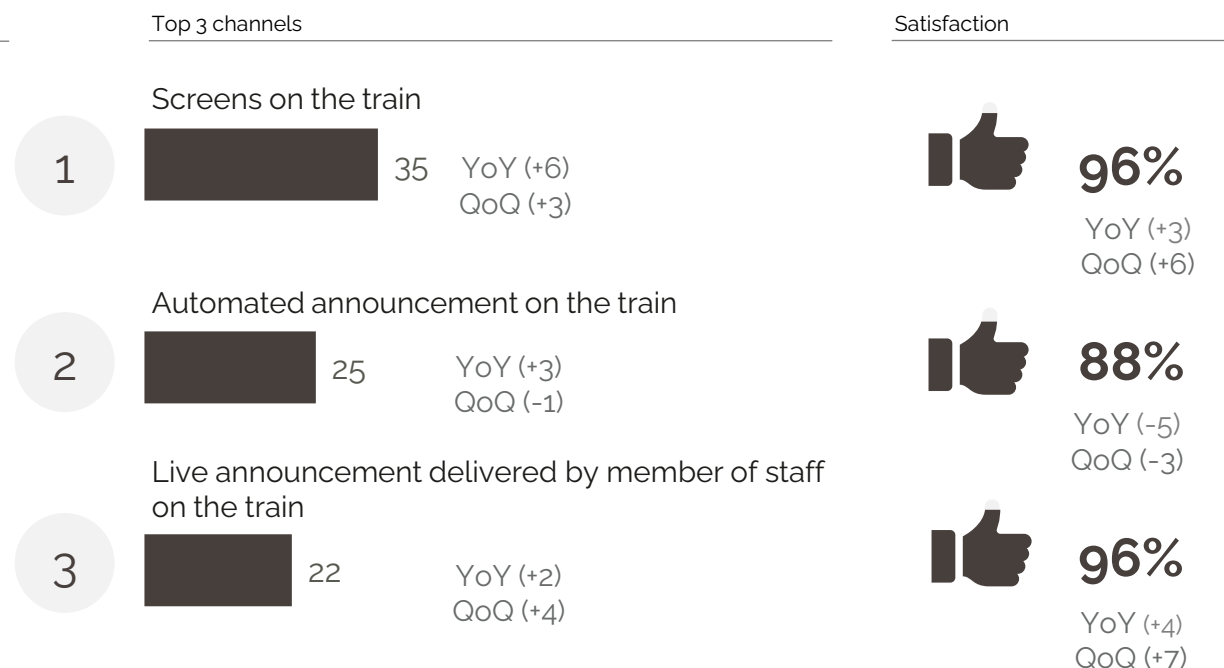 Top 3 channels
Satisfaction
Screens on the train
1
35
YoY (+6)
QoQ (+3)
96%
YoY (+3)
QoQ (+6)
Automated announcement on the train
2
25
YoY (+3)
QoQ (-1)
88%
YoY (-5)
QoQ (-3)
Live announcement delivered by member of staff
on the train
3
22
YoY (+2)
QoQ (+4)
96%
YoY (+4)
QoQ (+7)